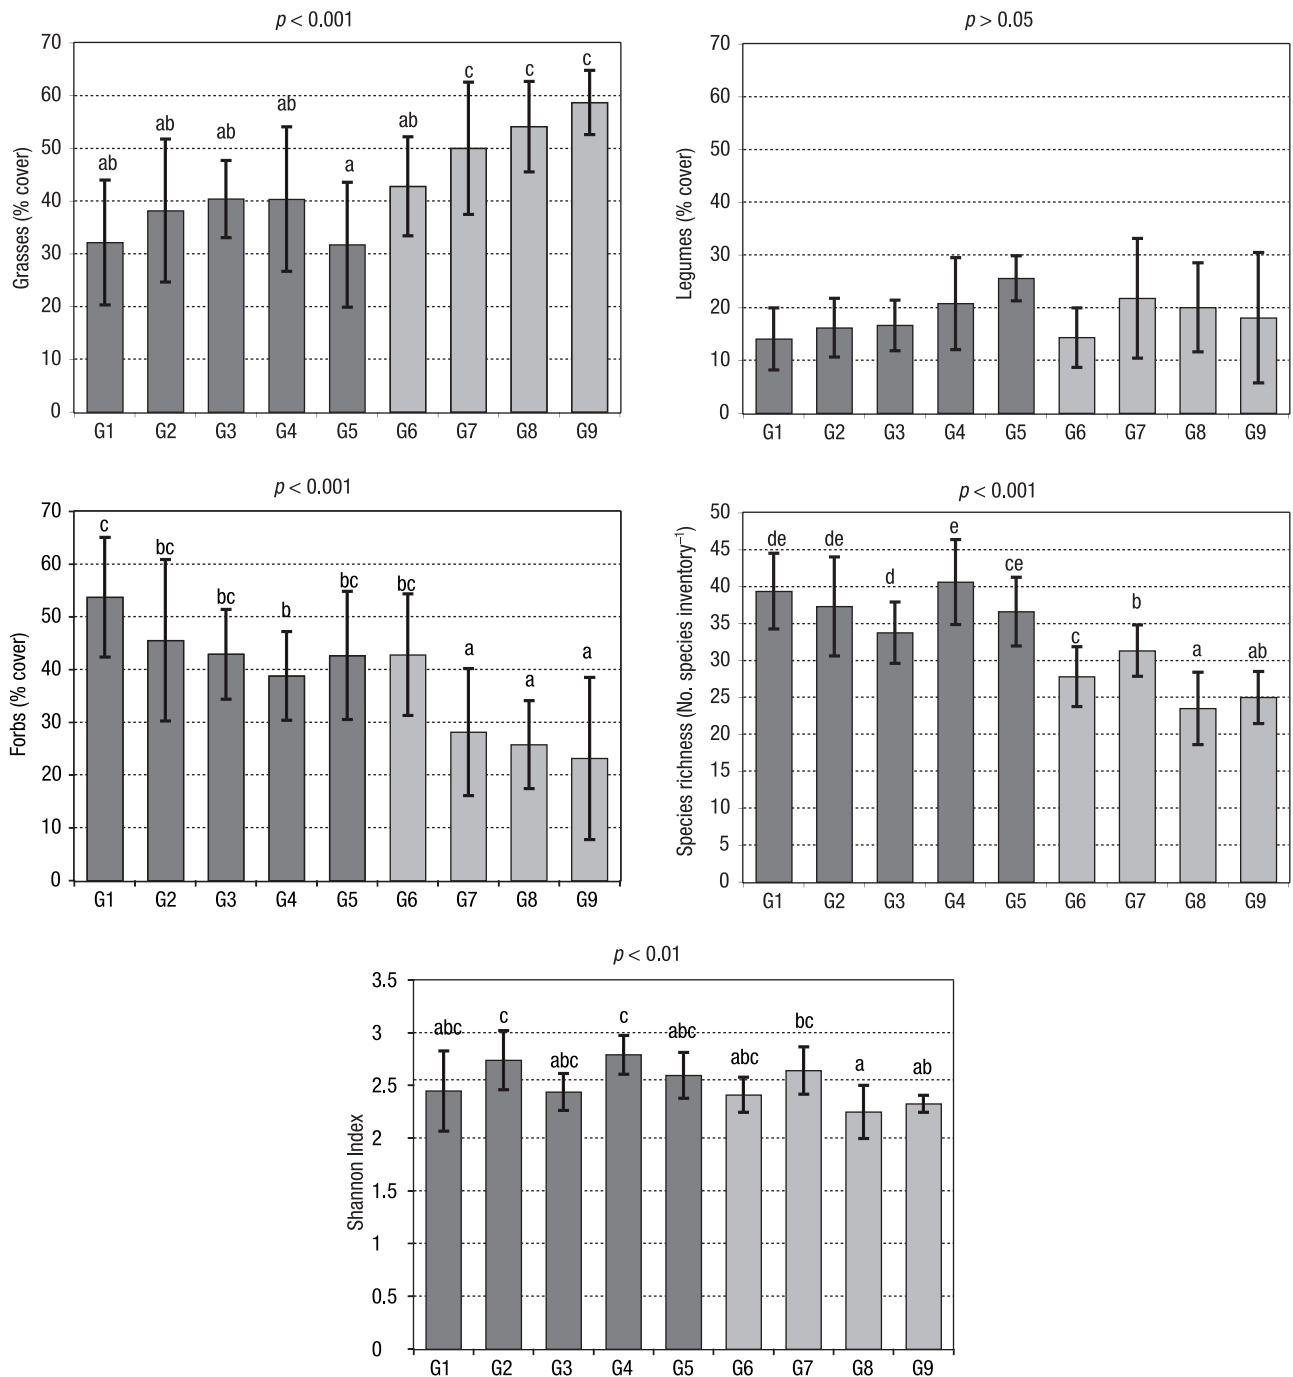 p < 0.001
Grasses (% cover)
70
60
50
40
30
20
10
0
ab
ab
ab
ab
a
ab
c
c
c
G1 G2 G3 G4 G5 G6 G7 G8 G9
p > 0.05
Legumes (% cover)
70
60
50
40
30
20
10
0
G1 G2 G3 G4 G5 G6 G7 G8 G9
p < 0.001
Forbs (% cover)
70
60
50
40
30
20
10
0
c
bc
bc
b
bc
bc
a
a
a
G1 G2 G3 G4 G5 G6 G7 G8 G9
p < 0.001
Species richness (No. species inventory⁻¹)
50
45
40
35
30
25
20
15
10
5
0
de
de
d
e
ce
c
b
a
ab
G1 G2 G3 G4 G5 G6 G7 G8 G9
p < 0.01
Shannon Index
3.5
3
2.5
2
1.5
1
0.5
0
abc
c
abc
c
abc
abc
bc
a
ab
G1 G2 G3 G4 G5 G6 G7 G8 G9